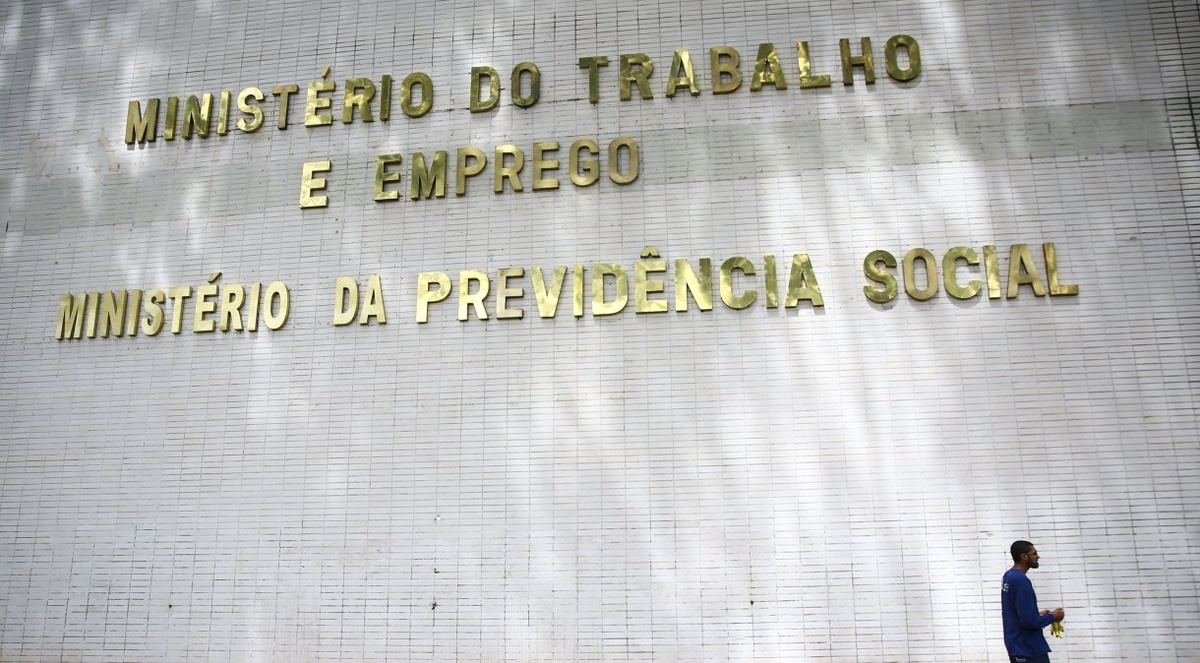 MINISTÉRIO DO TRABALHO
E EMPREGO
MINISTÉRIO DA PREVIDÊNCIA SOCIAL